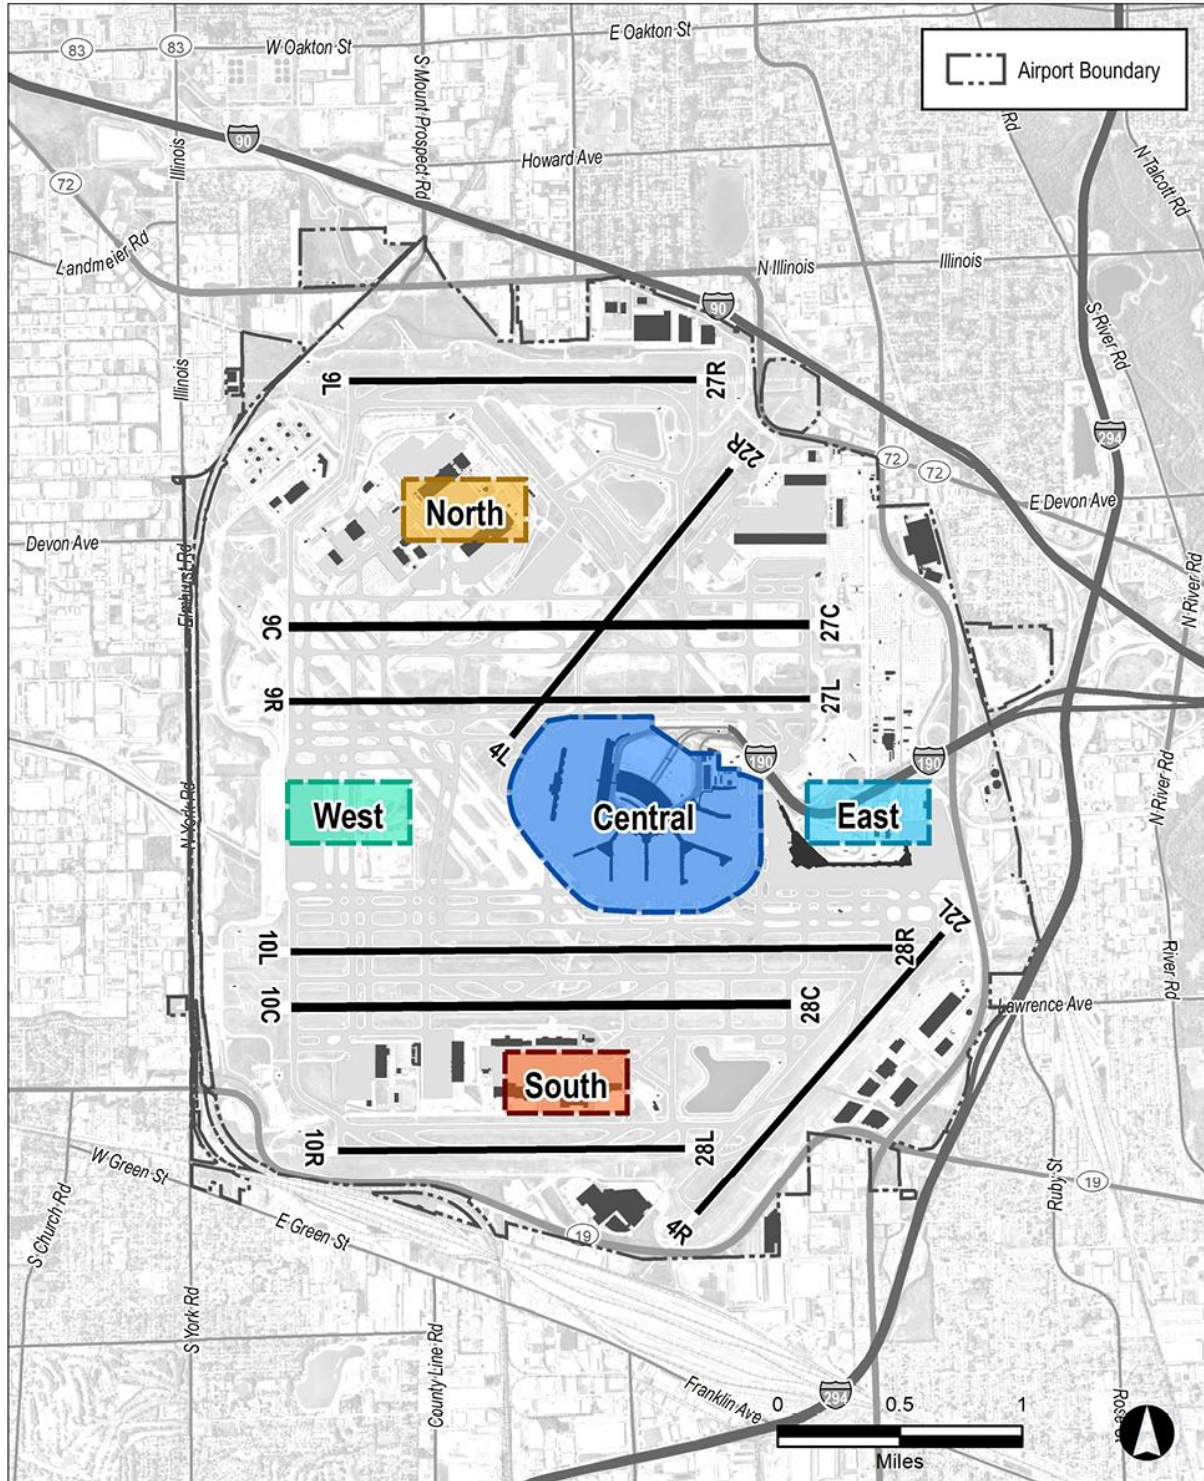 E Oakton St
W Oakton St
83
83
S Mount Prospect Rd
Airport Boundary
90
Illinois
Howard Ave
Rd
N Talcott Rd
72
Landmeier Rd
N Illinois
Illinois
90
S River Rd
Illinois
9L
27R
294
22R
72
72
North
E Devon Ave
Devon Ave
Elmhurst Rd
N River Rd
9C
27C
9R
27L
4L
190
190
N River Rd
West
Central
East
N York Rd
22L
10L
28R
River Rd
10C
28C
Lawrence Ave
South
10R
28L
W Green St
Ruby St
19
S Church Rd
E Green St
19
4R
S York Rd
County Line Rd
Franklin Ave
294
0
0.5
1
Miles